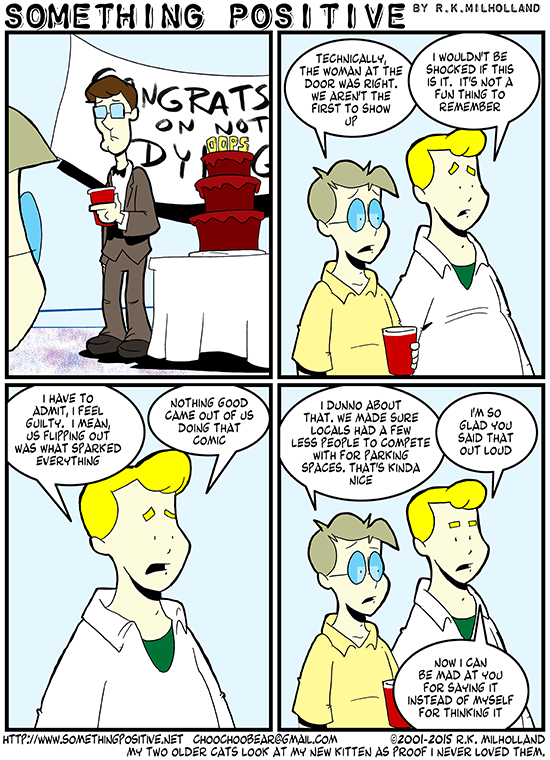 SOMETHING POSITIVE BY R.K.MILHOLLAND
NGRATS
ON NOT
DY G
OOPS
TECHNICALLY,
THE WOMAN AT THE
DOOR WAS RIGHT.
WE AREN'T THE
FIRST TO SHOW
UP
I WOULDN'T BE
SHOCKED IF THIS
IS IT. IT'S NOT A
FUN THING TO
REMEMBER
I HAVE TO
ADMIT, I FEEL
GUILTY. I MEAN,
US FLIPPING OUT
WAS WHAT SPARKED
EVERYTHING
NOTHING GOOD
CAME OUT OF US
DOING THAT
COMIC
I DUNNO ABOUT
THAT. WE MADE SURE
LOCALS HAD A FEW
LESS PEOPLE TO COMPETE
WITH FOR PARKING
SPACES. THAT'S KINDA
NICE
I'M SO
GLAD YOU
SAID THAT
OUT LOUD
NOW I CAN
BE MAD AT YOU
FOR SAYING IT
INSTEAD OF MYSELF
FOR THINKING IT
HTTP://WWW.SOMETHINGPOSITIVE.NET CHOOCHOOBEAR@GMAIL.COM ©2001-2015 R.K. MILHOLLAND
MY TWO OLDER CATS LOOK AT MY NEW KITTEN AS PROOF I NEVER LOVED THEM.